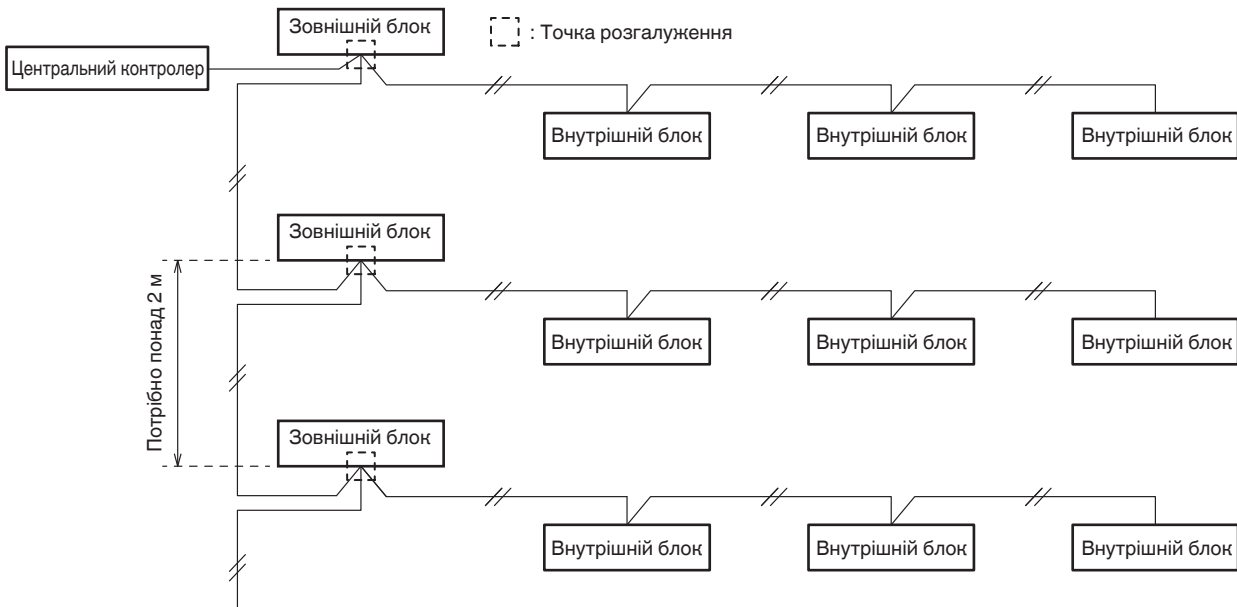 Зовнішній блок
: Точка розгалуження
Центральний контролер
Внутрішній блок
Внутрішній блок
Внутрішній блок
Зовнішній блок
Внутрішній блок
Внутрішній блок
Внутрішній блок
Потрібно понад 2 м
Зовнішній блок
Внутрішній блок
Внутрішній блок
Внутрішній блок